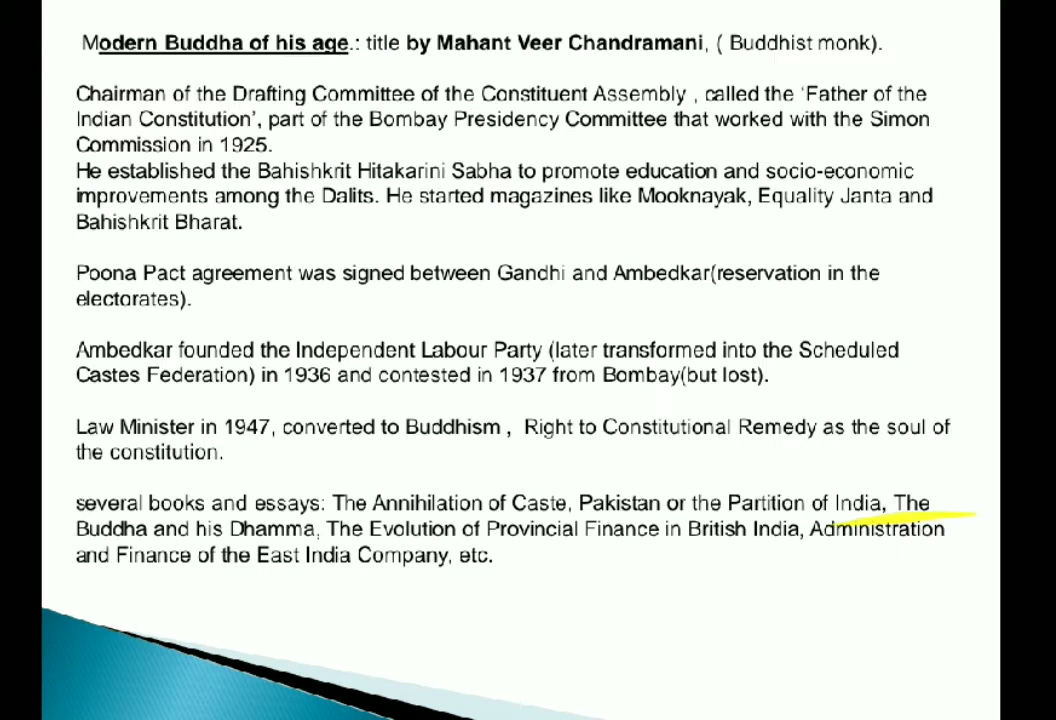 Modern Buddha of his age.: title by Mahant Veer Chandramani, ( Buddhist monk).
Chairman of the Drafting Committee of the Constituent Assembly , called the ‘Father of the
Indian Constitution’, part of the Bombay Presidency Committee that worked with the Simon
Commission in 1925.
He established the Bahishkrit Hitakarini Sabha to promote education and socio-economic
improvements among the Dalits. He started magazines like Mooknayak, Equality Janta and
Bahishkrit Bharat.
Poona Pact agreement was signed between Gandhi and Ambedkar(reservation in the
electorates).
Ambedkar founded the Independent Labour Party (later transformed into the Scheduled
Castes Federation) in 1936 and contested in 1937 from Bombay(but lost).
Law Minister in 1947, converted to Buddhism , Right to Constitutional Remedy as the soul of
the constitution.
several books and essays: The Annihilation of Caste, Pakistan or the Partition of India, The
Buddha and his Dhamma, The Evolution of Provincial Finance in British India, Administration
and Finance of the East India Company, etc.